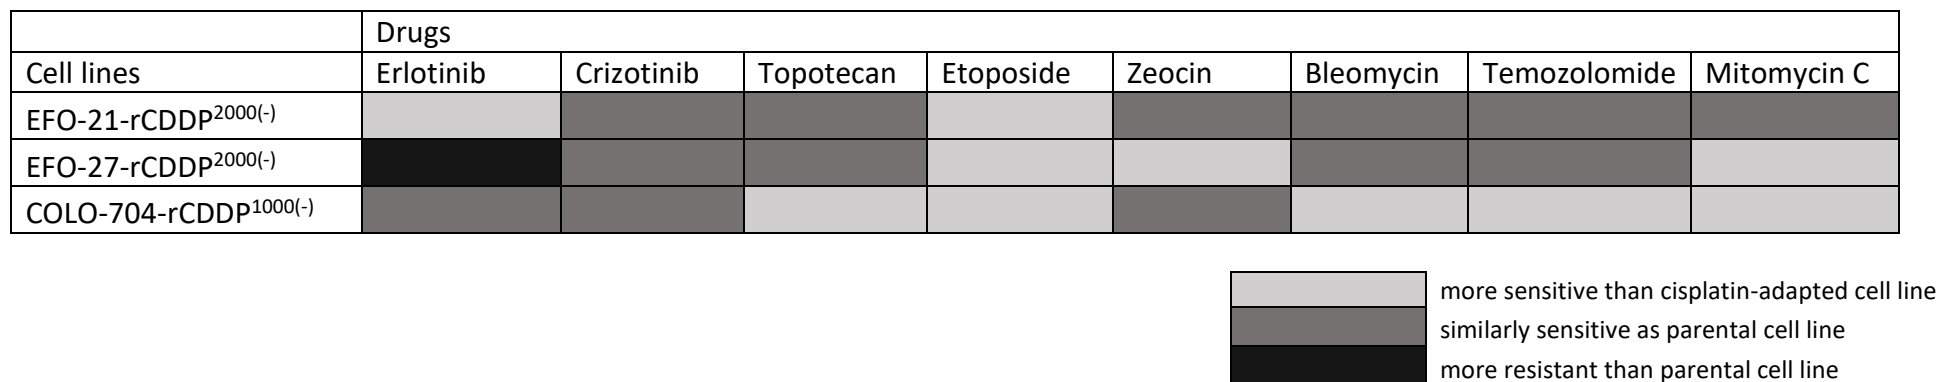 Drugs
Cell lines Erlotinib Crizotinib Topotecan Etoposide Zeocin Bleomycin Temozolomide Mitomycin C
EFO-21-rCDDP2000(-)
EFO-27-rCDDP2000(-)
COLO-704-rCDDP1000(-)
more sensitive than cisplatin-adapted cell line
similarly sensitive as parental cell line
more resistant than parental cell line